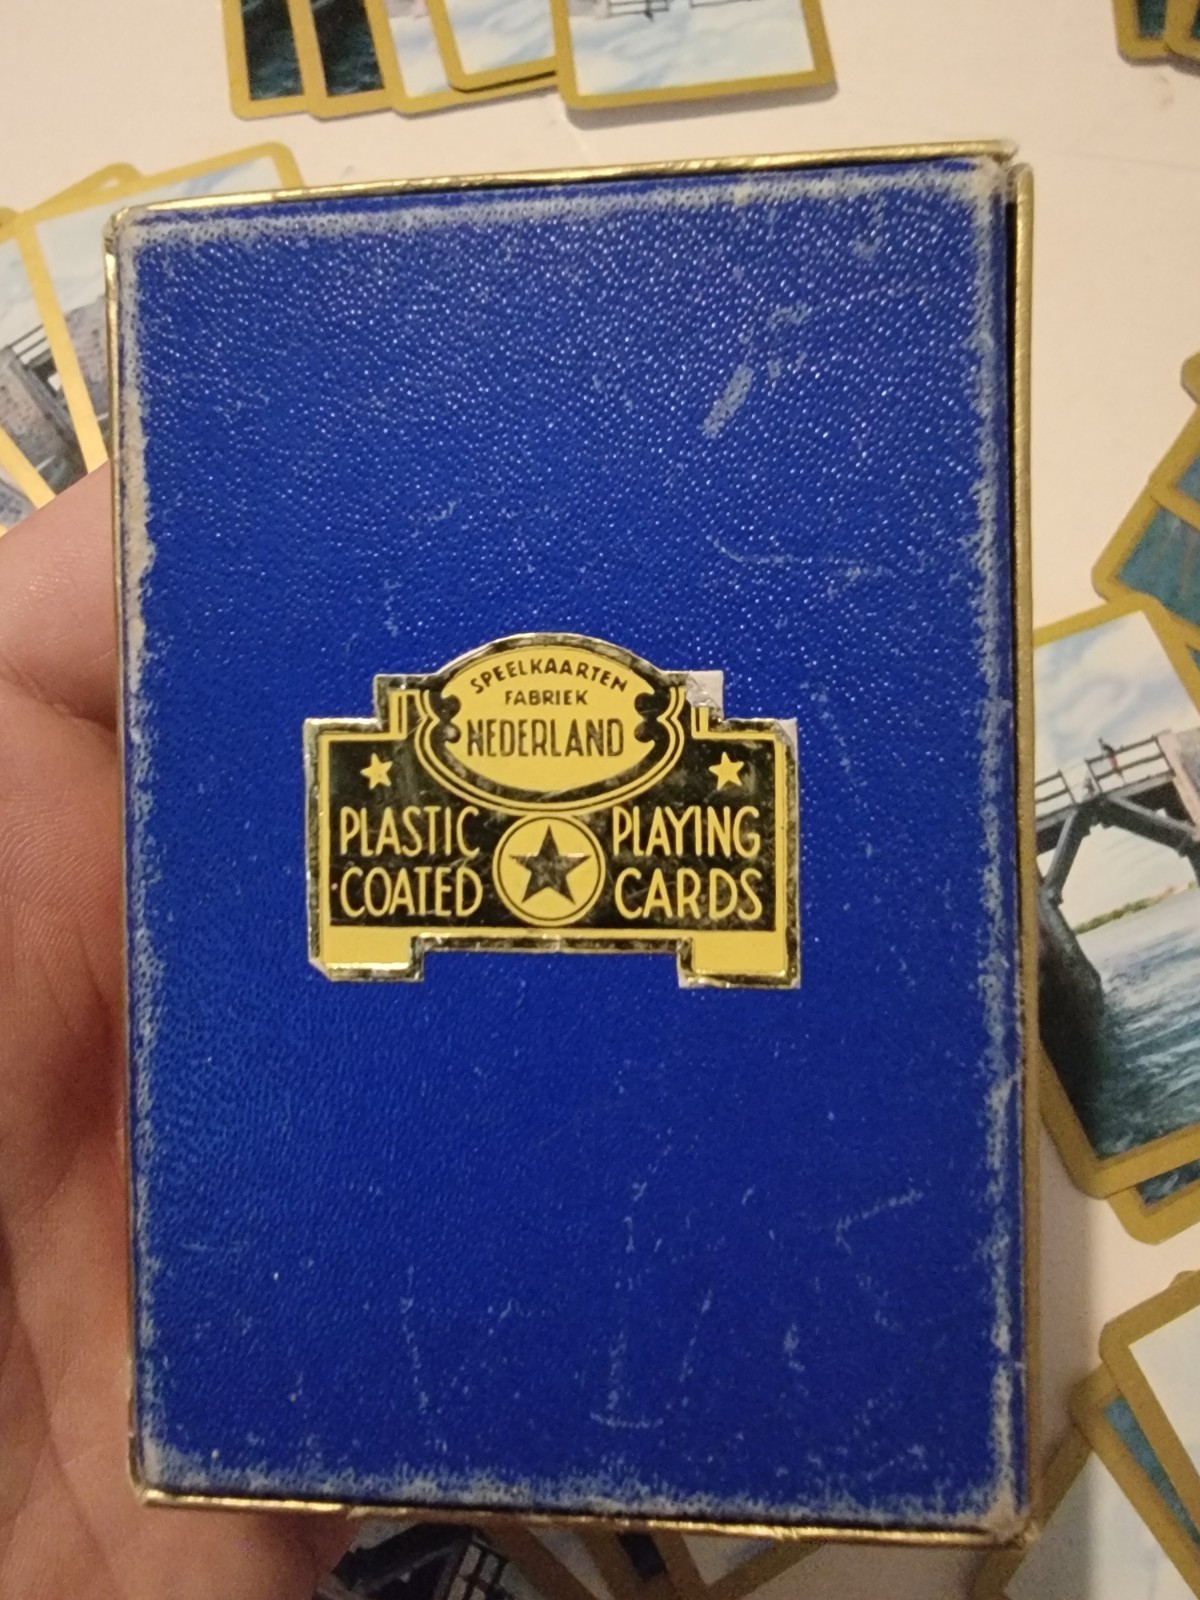 SPEELKAARTEN
FABRIEK
NEDERLAND
PLASTIC PLAYING
COATED CARDS